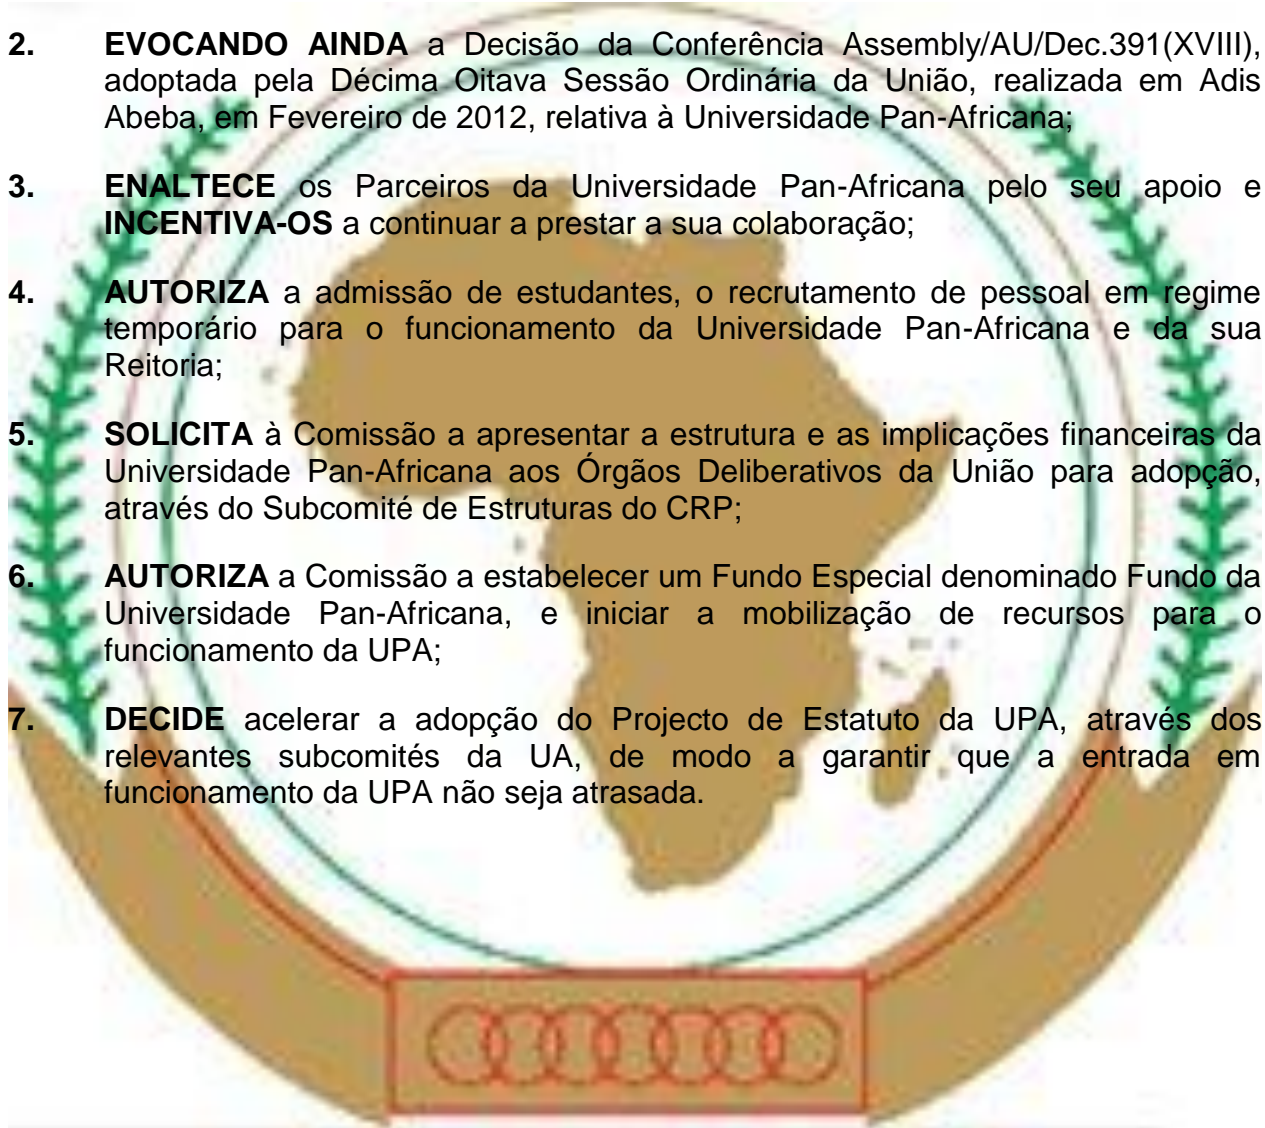 2. EVOCANDO AINDA a Decisão da Conferência Assembly/AU/Dec.391(XVIII),
adoptada pela Décima Oitava Sessão Ordinária da União, realizada em Adis
Abeba, em Fevereiro de 2012, relativa à Universidade Pan-Africana;
3. ENALTECE os Parceiros da Universidade Pan-Africana pelo seu apoio e
INCENTIVA-OS a continuar a prestar a sua colaboração;
4. AUTORIZA a admissão de estudantes, o recrutamento de pessoal em regime
temporário para o funcionamento da Universidade Pan-Africana e da sua
Reitoria;
5. SOLICITA à Comissão a apresentar a estrutura e as implicações financeiras da
Universidade Pan-Africana aos Órgãos Deliberativos da União para adopção,
através do Subcomité de Estruturas do CRP;
6. AUTORIZA a Comissão a estabelecer um Fundo Especial denominado Fundo da
Universidade Pan-Africana, e iniciar a mobilização de recursos para o
funcionamento da UPA;
7. DECIDE acelerar a adopção do Projecto de Estatuto da UPA, através dos
relevantes subcomités da UA, de modo a garantir que a entrada em
funcionamento da UPA não seja atrasada.